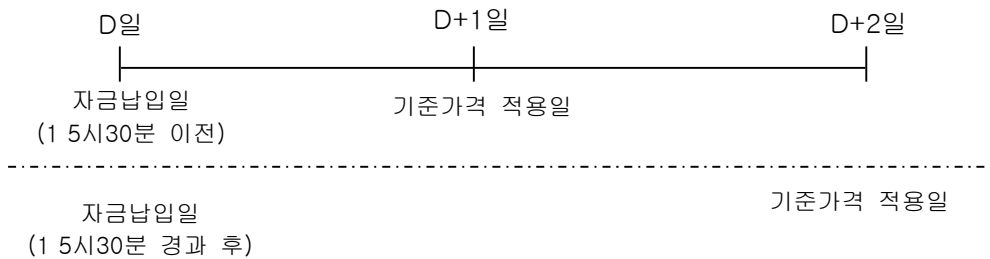 D일 D+1일 D+2일
자금납입일 기준가격 적용일
(1 5시30분 이전)
기준가격 적용일
자금납입일
(1 5시30분 경과 후)